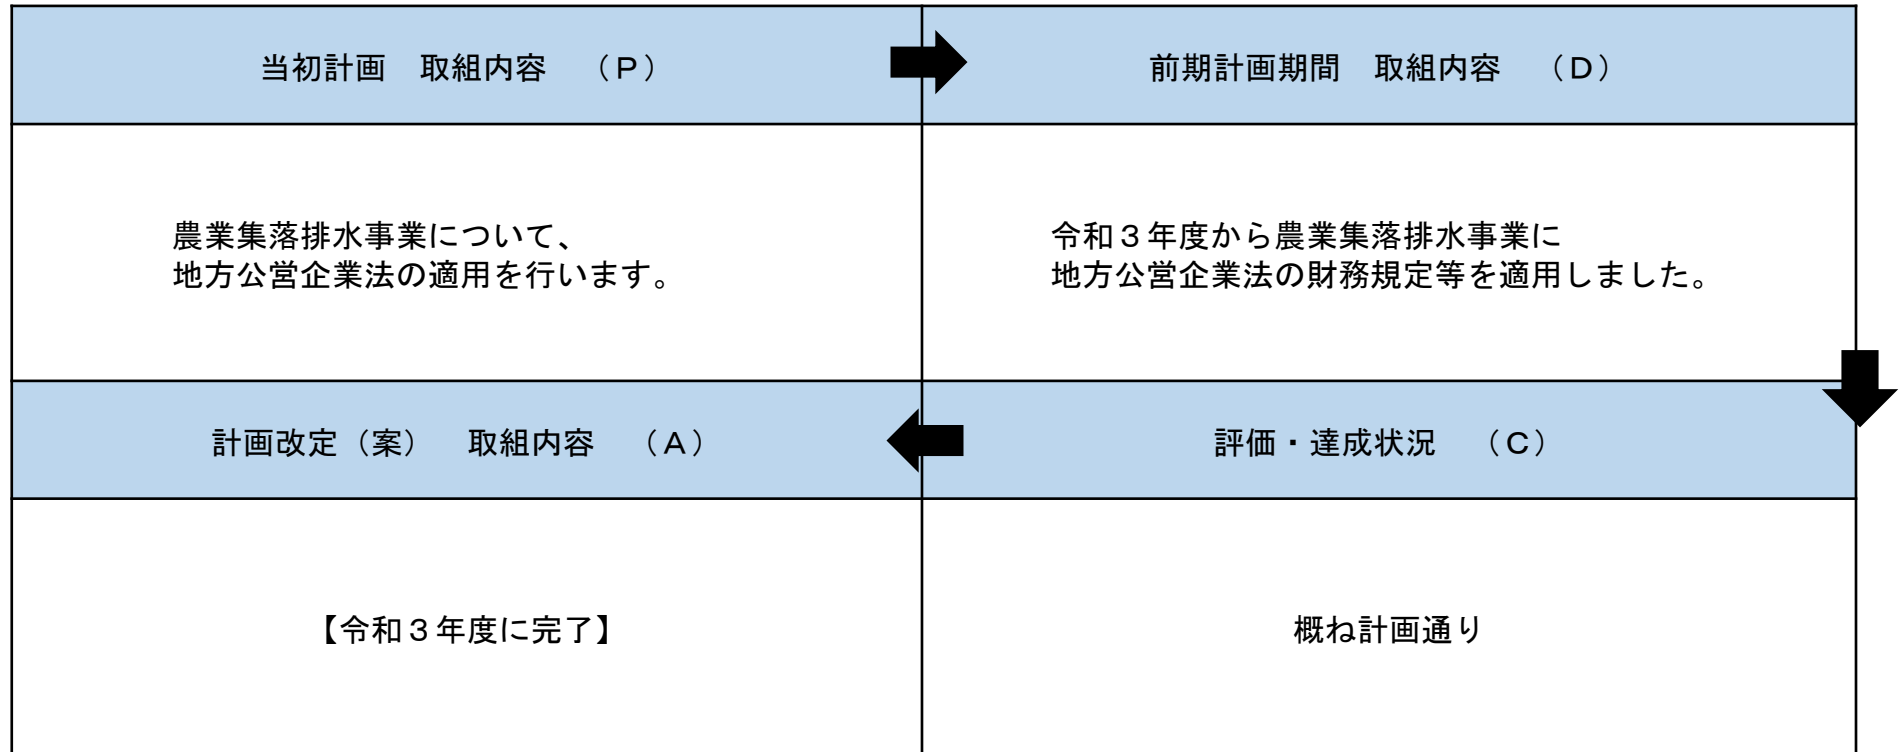 当初計画　取組内容　（Ｐ）
前期計画期間　取組内容　（Ｄ）
農業集落排水事業について、
地方公営企業法の適用を行います。
令和３年度から農業集落排水事業に
地方公営企業法の財務規定等を適用しました。
計画改定（案）　取組内容　（Ａ）
評価・達成状況　（Ｃ）
【令和３年度に完了】
概ね計画通り